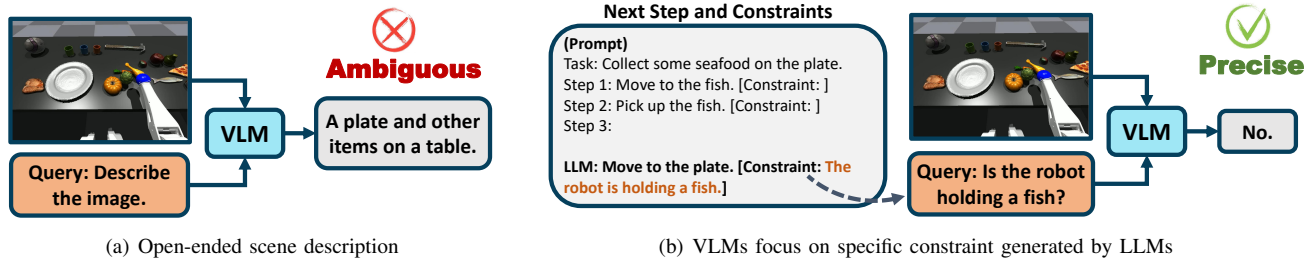 Ambiguous
VLM
A plate and other
items on a table.
Query: Describe
the image.
(a) Open-ended scene description
Next Step and Constraints
(Prompt)
Task: Collect some seafood on the plate.
Step 1: Move to the fish. [Constraint: ]
Step 2: Pick up the fish. [Constraint: ]
Step 3:
LLM: Move to the plate. [Constraint: The
robot is holding a fish.]
Precise
VLM
No.
Query: Is the robot
holding a fish?
(b) VLMs focus on specific constraint generated by LLMs